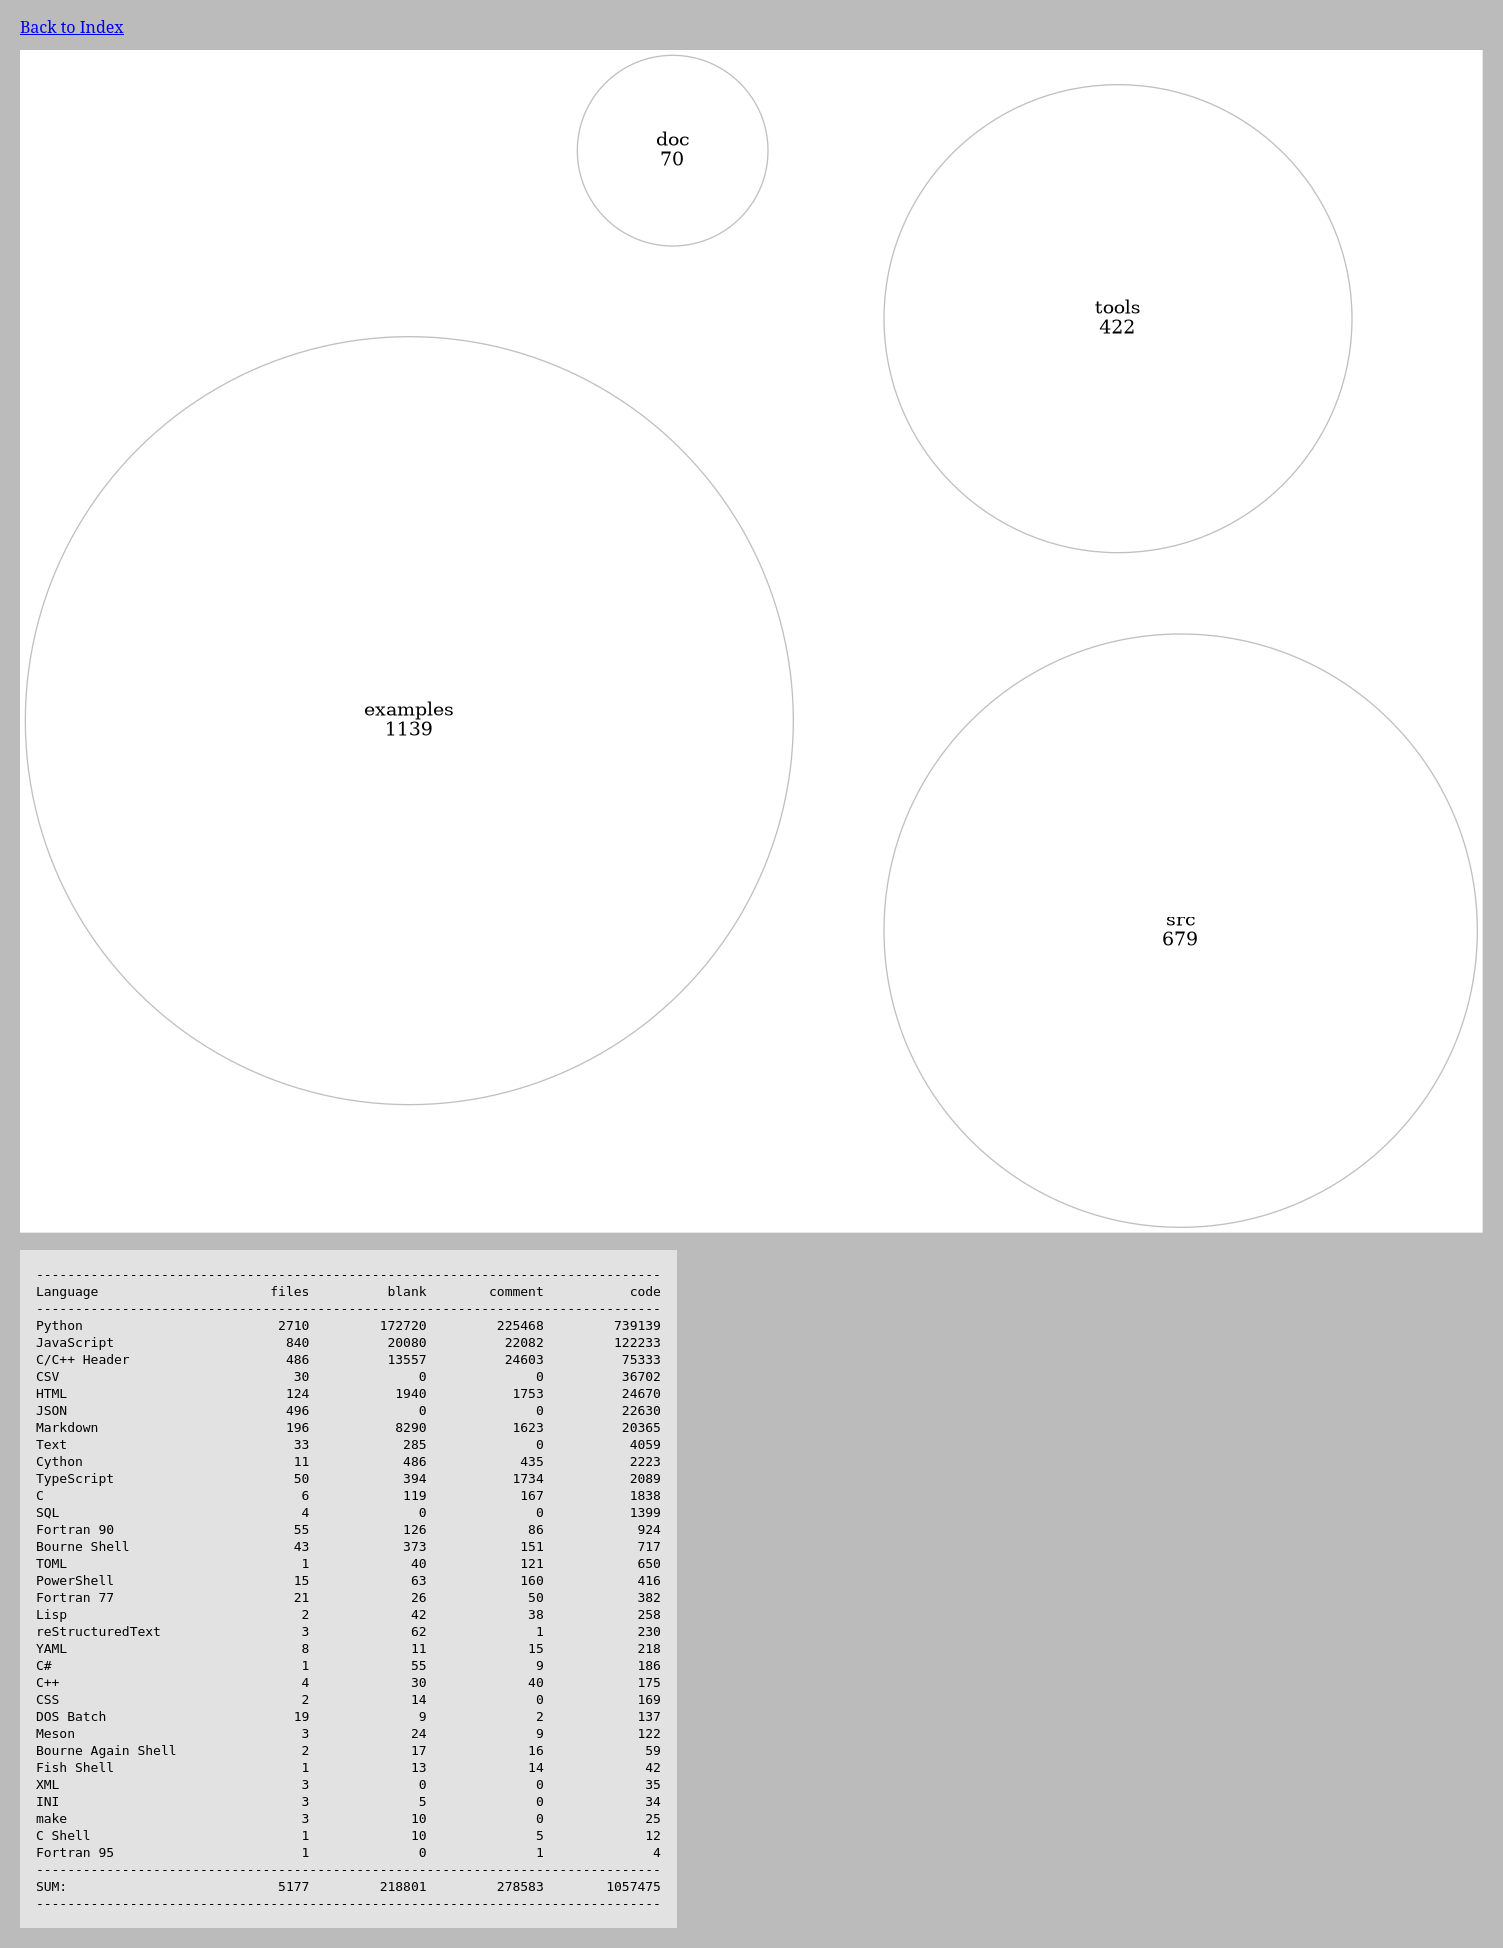 Back to Index
doc
70
tools
422
examples
1139
src
679
--------------------------------------------------------------------------------
Language                      files          blank        comment           code
--------------------------------------------------------------------------------
Python                         2710         172720         225468         739139
JavaScript                      840          20080          22082         122233
C/C++ Header                    486          13557          24603          75333
CSV                              30              0              0          36702
HTML                            124           1940           1753          24670
JSON                            496              0              0          22630
Markdown                        196           8290           1623          20365
Text                             33            285              0           4059
Cython                           11            486            435           2223
TypeScript                       50            394           1734           2089
C                                 6            119            167           1838
SQL                               4              0              0           1399
Fortran 90                       55            126             86            924
Bourne Shell                     43            373            151            717
TOML                              1             40            121            650
PowerShell                       15             63            160            416
Fortran 77                       21             26             50            382
Lisp                              2             42             38            258
reStructuredText                  3             62              1            230
YAML                              8             11             15            218
C#                                1             55              9            186
C++                               4             30             40            175
CSS                               2             14              0            169
DOS Batch                        19              9              2            137
Meson                             3             24              9            122
Bourne Again Shell                2             17             16             59
Fish Shell                        1             13             14             42
XML                               3              0              0             35
INI                               3              5              0             34
make                              3             10              0             25
C Shell                           1             10              5             12
Fortran 95                        1              0              1              4
--------------------------------------------------------------------------------
SUM:                           5177         218801         278583        1057475
--------------------------------------------------------------------------------